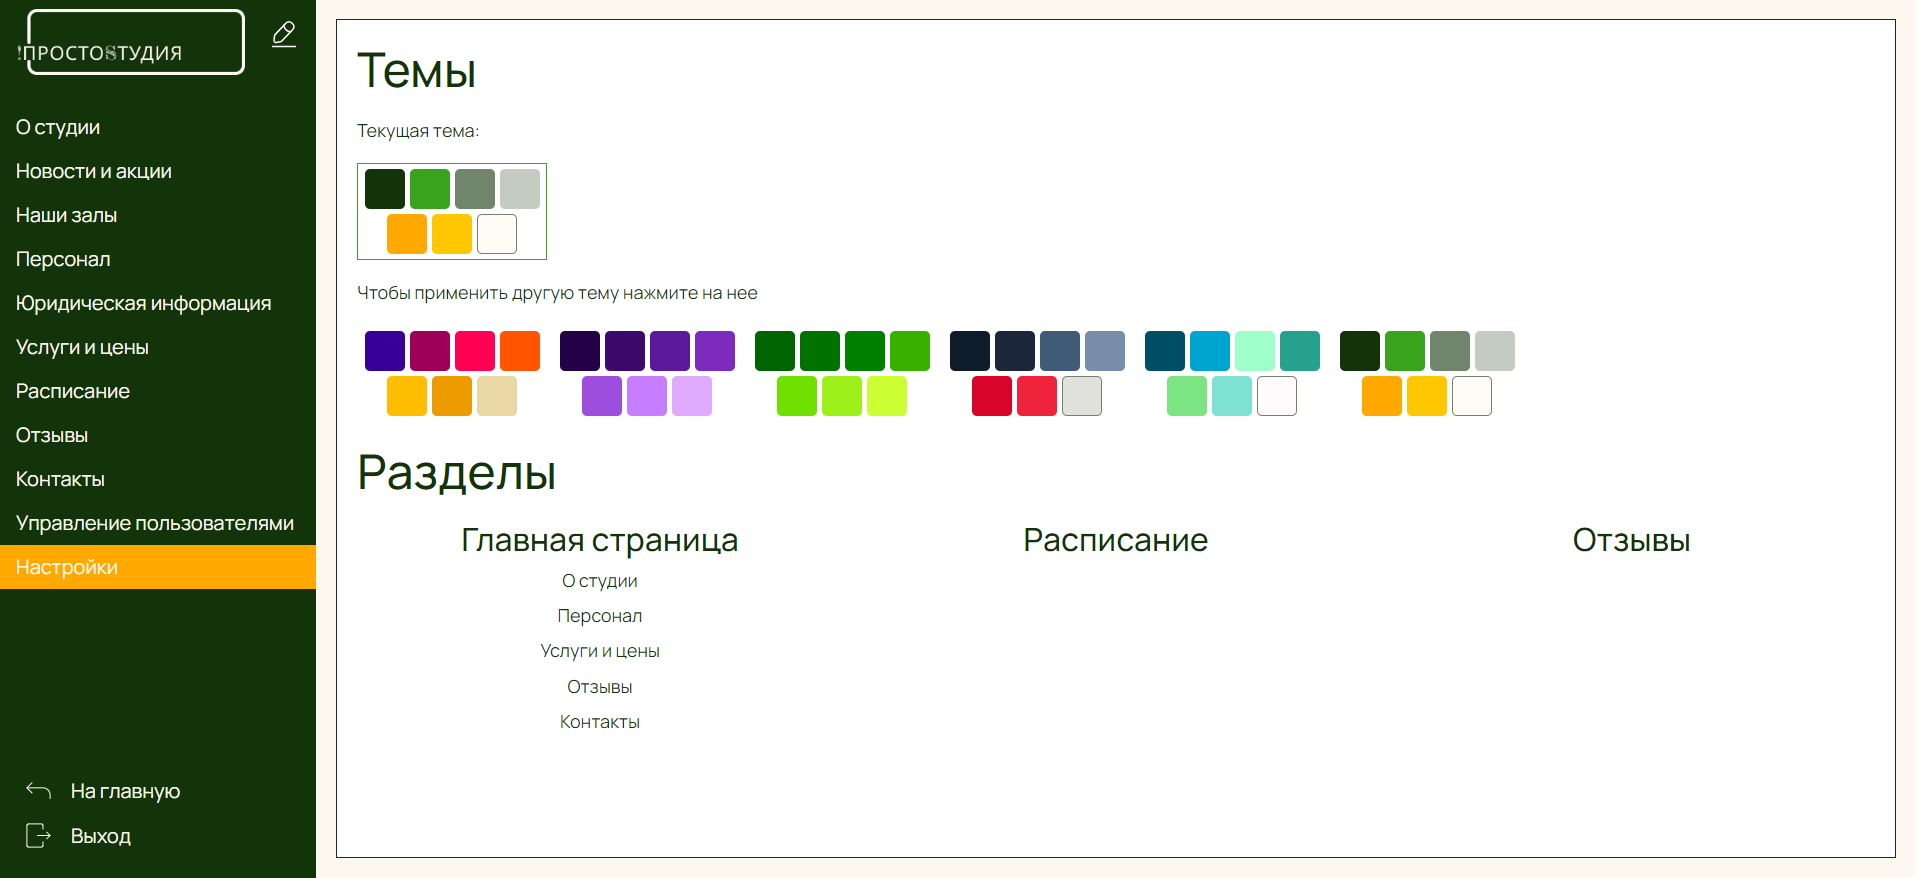 !ПРОСТОSТУДИЯ
О студии
Новости и акции
Наши залы
Персонал
Юридическая информация
Услуги и цены
Расписание
Отзывы
Контакты
Управление пользователями
Настройки
На главную
Выход
Темы
Текущая тема:
Чтобы применить другую тему нажмите на нее
Разделы
Главная страница
О студии
Персонал
Услуги и цены
Отзывы
Контакты
Расписание
Отзывы